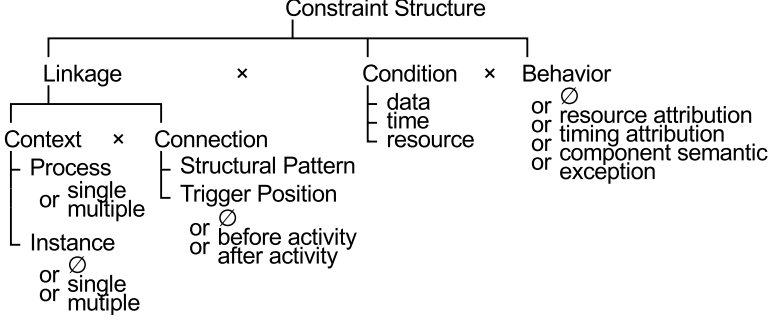 Constraint Structure
Linkage × Condition × Behavior
data
time
resource
∅
or resource attribution
or timing attribution
or component semantic
or exception
Context × Connection
Process
single
or multiple
Instance
∅
or single
or mutiple
Structural Pattern
Trigger Position
∅
or before activity
or after activity